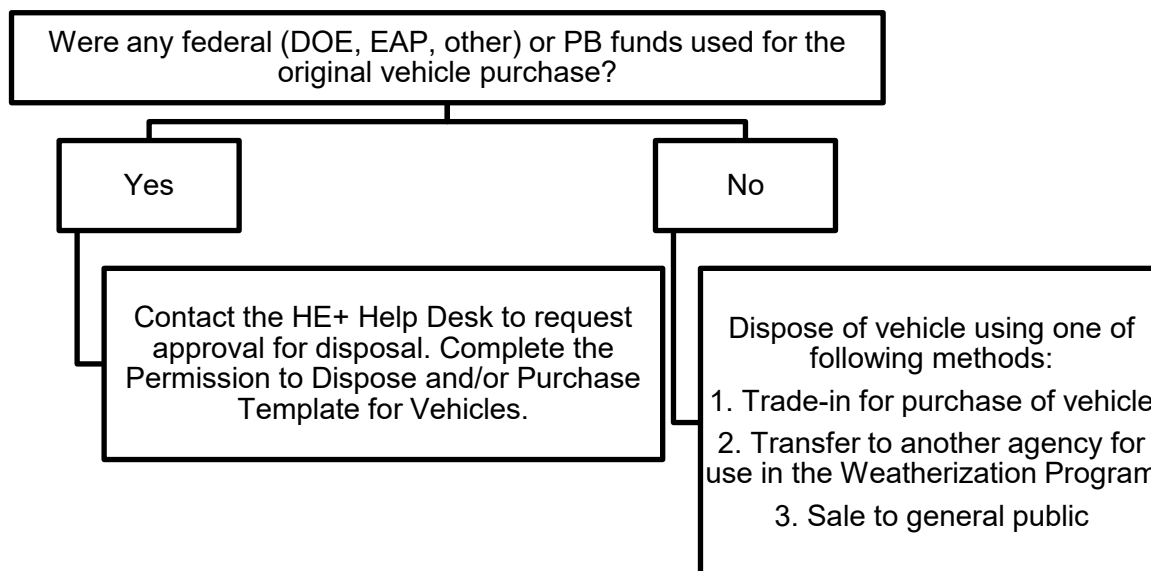 Were any federal (DOE, EAP, other) or PB funds used for the
original vehicle purchase?
Yes
No
Contact the HE+ Help Desk to request
approval for disposal. Complete the
Permission to Dispose and/or Purchase
Template for Vehicles.
Dispose of vehicle using one of
following methods:
1. Trade-in for purchase of vehicle
2. Transfer to another agency for
use in the Weatherization Program
3. Sale to general public